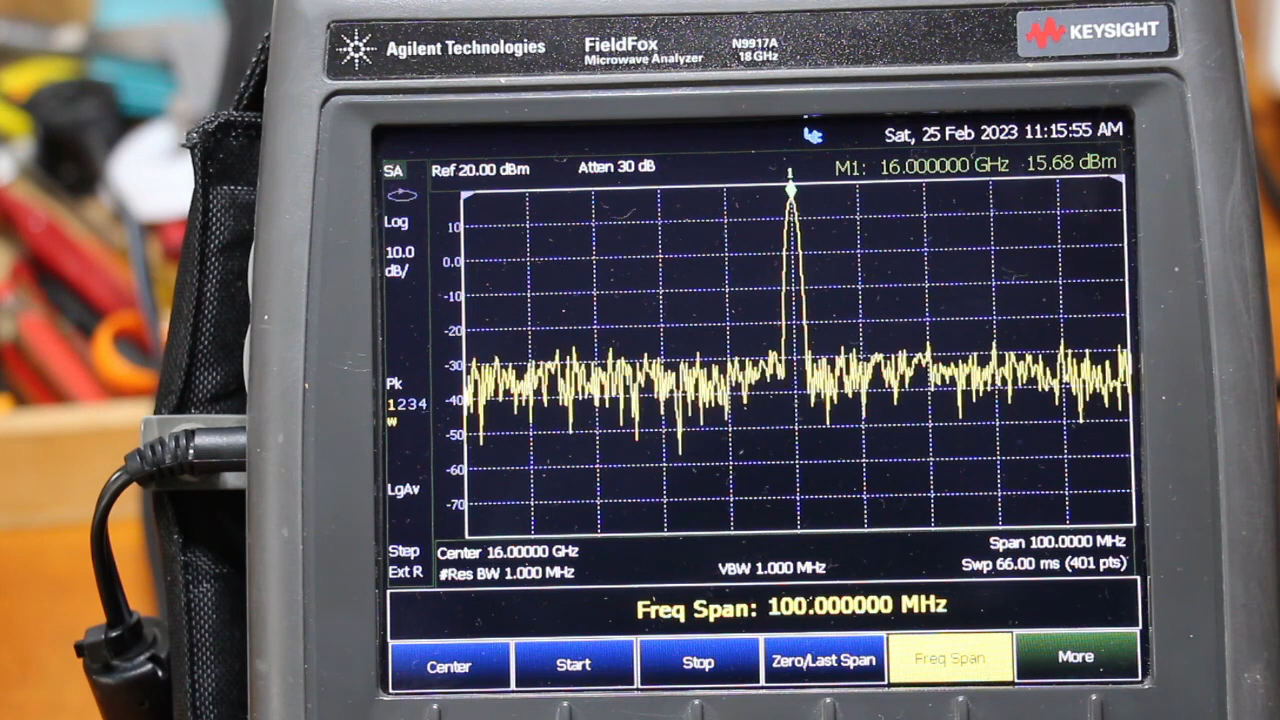 Agilent Technologies FieldFox N9917A KEYSIGHT
Microwave Analyzer 18 GHz
Sat, 25 Feb 2023 11:15:55 AM
SA Ref 20.00 dBm Atten 30 dB M1: 16.000000 GHz 15.68 dBm
1
Log
10.0
dB/
10
0.0
-10
-20
-30
-40
-50
-60
-70
Pk
1234
W
LgAv
Step
Ext R
Center 16.00000 GHz Span 100.0000 MHz
#Res BW 1.000 MHz VBW 1.000 MHz Swp 66.00 ms (401 pts)
Freq Span: 100.000000 MHz
Center Start Stop Zero/Last Span Freq Span More